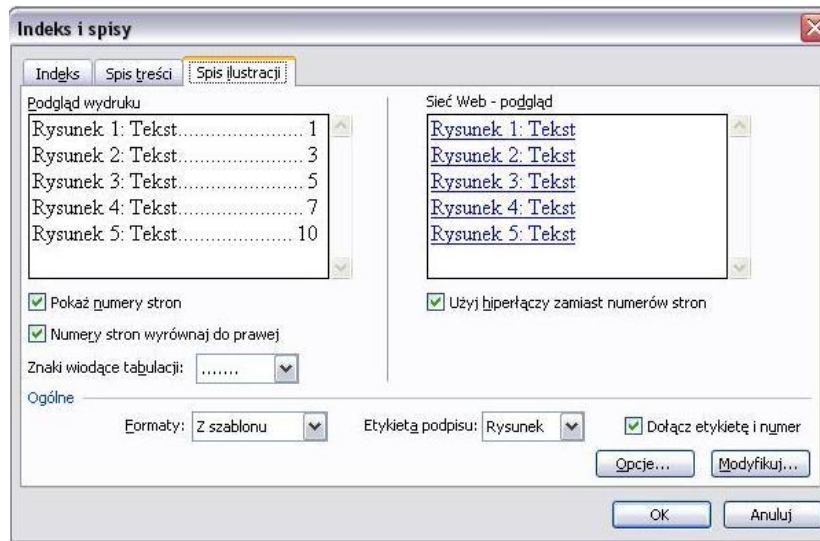 Indeks i spisy
Indeks Spis treści Spis ilustracji
Podgląd wydruku
Rysunek 1: Tekst........................ 1
Rysunek 2: Tekst........................ 3
Rysunek 3: Tekst........................ 5
Rysunek 4: Tekst........................ 7
Rysunek 5: Tekst...................... 10
Sieć Web - podgląd
Rysunek 1: Tekst
Rysunek 2: Tekst
Rysunek 3: Tekst
Rysunek 4: Tekst
Rysunek 5: Tekst
Pokaż numery stron
Użyj hiperłączy zamiast numerów stron
Numery stron wyrównaj do prawej
Znaki wiodące tabulacji: .......
Ogólne
Formaty: Z szablonu Etykieta podpisu: Rysunek Dołącz etykietę i numer
Opcje... Modyfikuj...
OK Anuluj